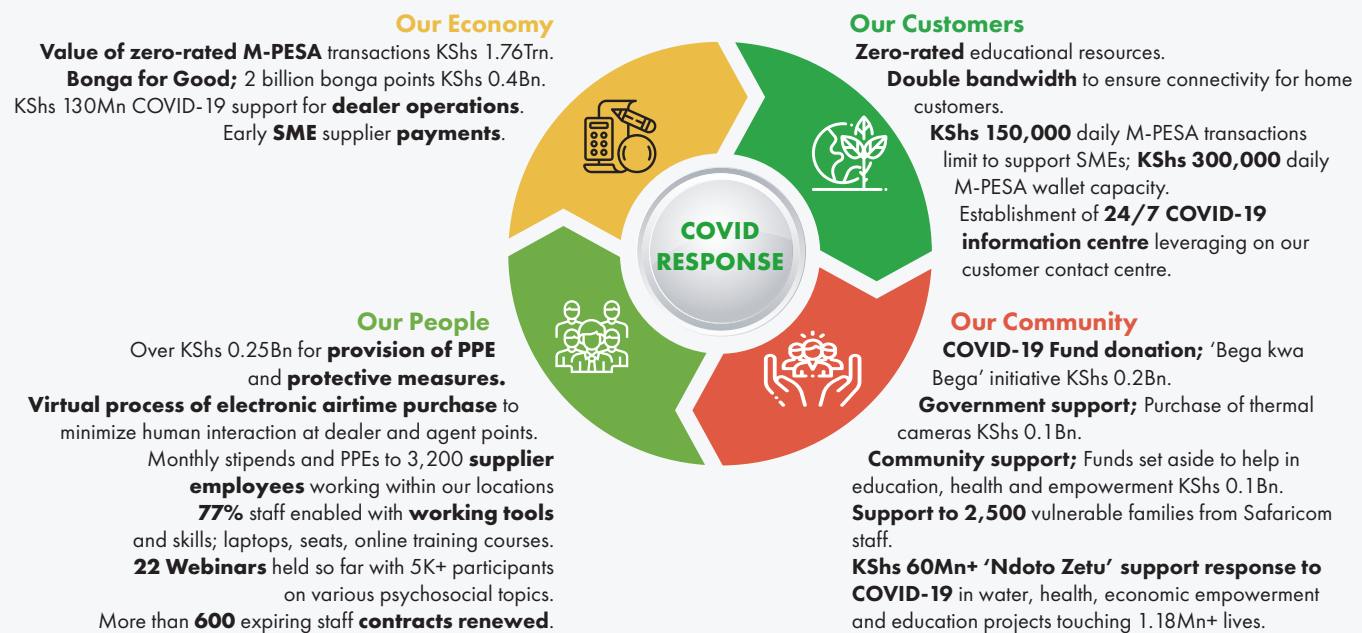 Our Economy
Value of zero-rated M-PESA transactions KShs 1.76Trn.
Bonga for Good; 2 billion bonga points KShs 0.4Bn.
KShs 130Mn COVID-19 support for dealer operations.
Early SME supplier payments.
Our Customers
Zero-rated educational resources.
Double bandwidth to ensure connectivity for home
customers.
KShs 150,000 daily M-PESA transactions
limit to support SMEs; KShs 300,000 daily
M-PESA wallet capacity.
Establishment of 24/7 COVID-19
information centre leveraging on our
customer contact centre.
COVID
RESPONSE
Our People
Over KShs 0.25Bn for provision of PPE
and protective measures.
Virtual process of electronic airtime purchase to
minimize human interaction at dealer and agent points.
Monthly stipends and PPEs to 3,200 supplier
employees working within our locations
77% staff enabled with working tools
and skills; laptops, seats, online training courses.
22 Webinars held so far with 5K+ participants
on various psychosocial topics.
More than 600 expiring staff contracts renewed.
Our Community
COVID-19 Fund donation; ‘Bega kwa
Bega’ initiative KShs 0.2Bn.
Government support; Purchase of thermal
cameras KShs 0.1Bn.
Community support; Funds set aside to help in
education, health and empowerment KShs 0.1Bn.
Support to 2,500 vulnerable families from Safaricom
staff.
KShs 60Mn+ ‘Ndoto Zetu’ support response to
COVID-19 in water, health, economic empowerment
and education projects touching 1.18Mn+ lives.